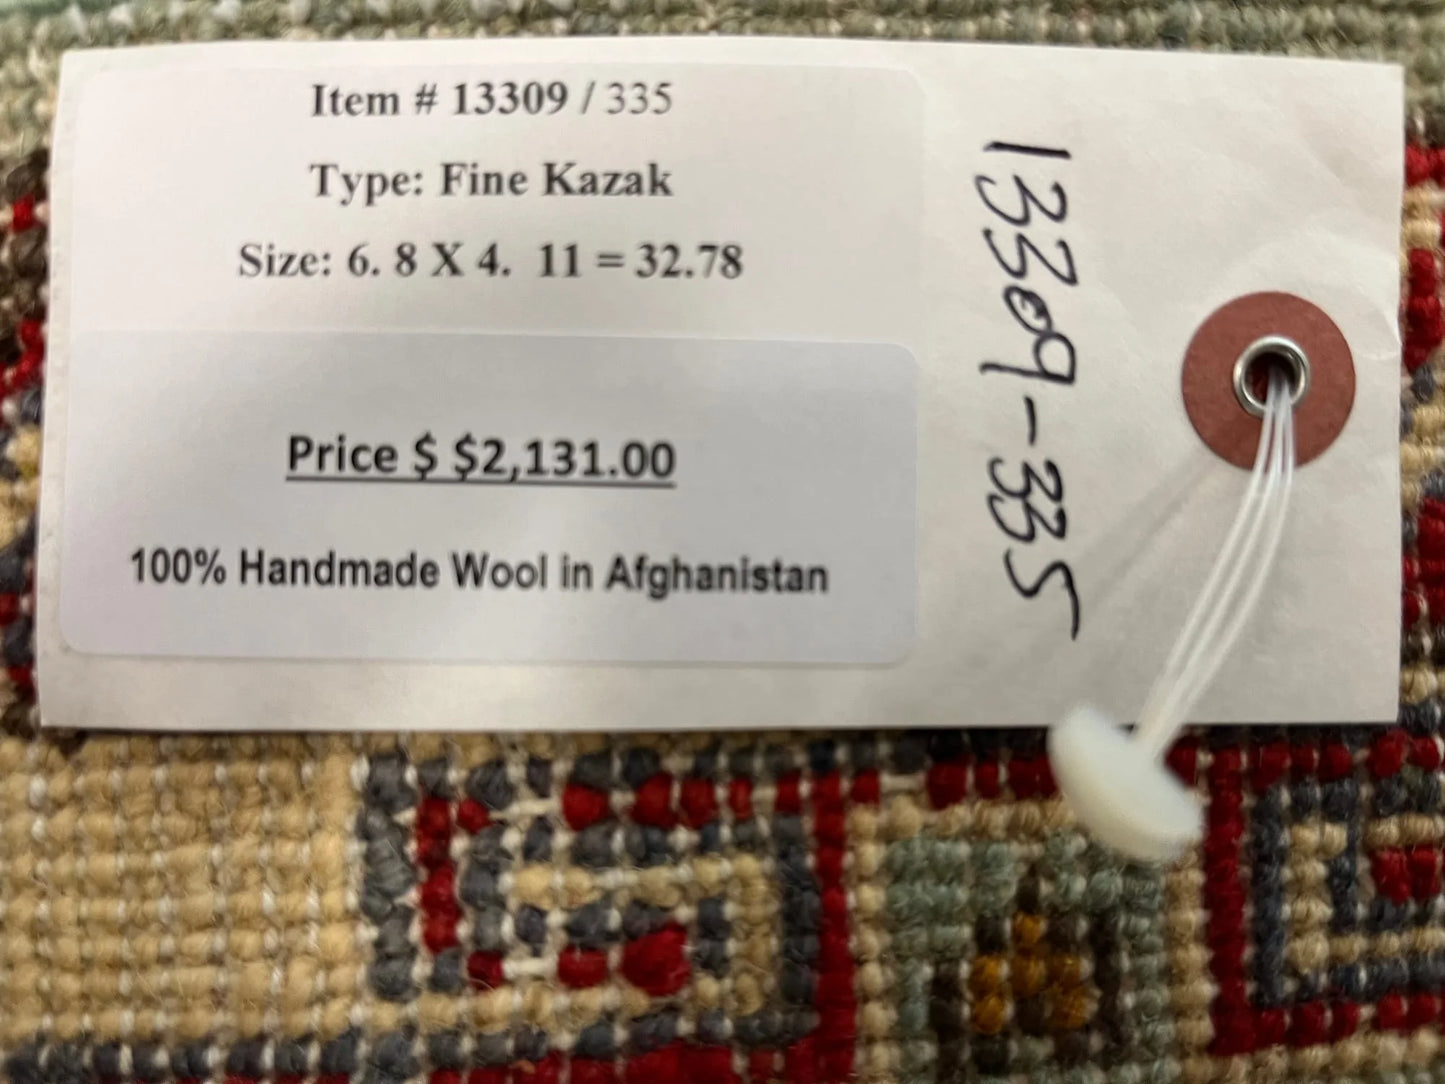 Item # 13309 / 335
Type: Fine Kazak
Size: 6. 8 X 4. 11 = 32.78
Price $ $2,131.00
100% Handmade Wool in Afghanistan
13309-335